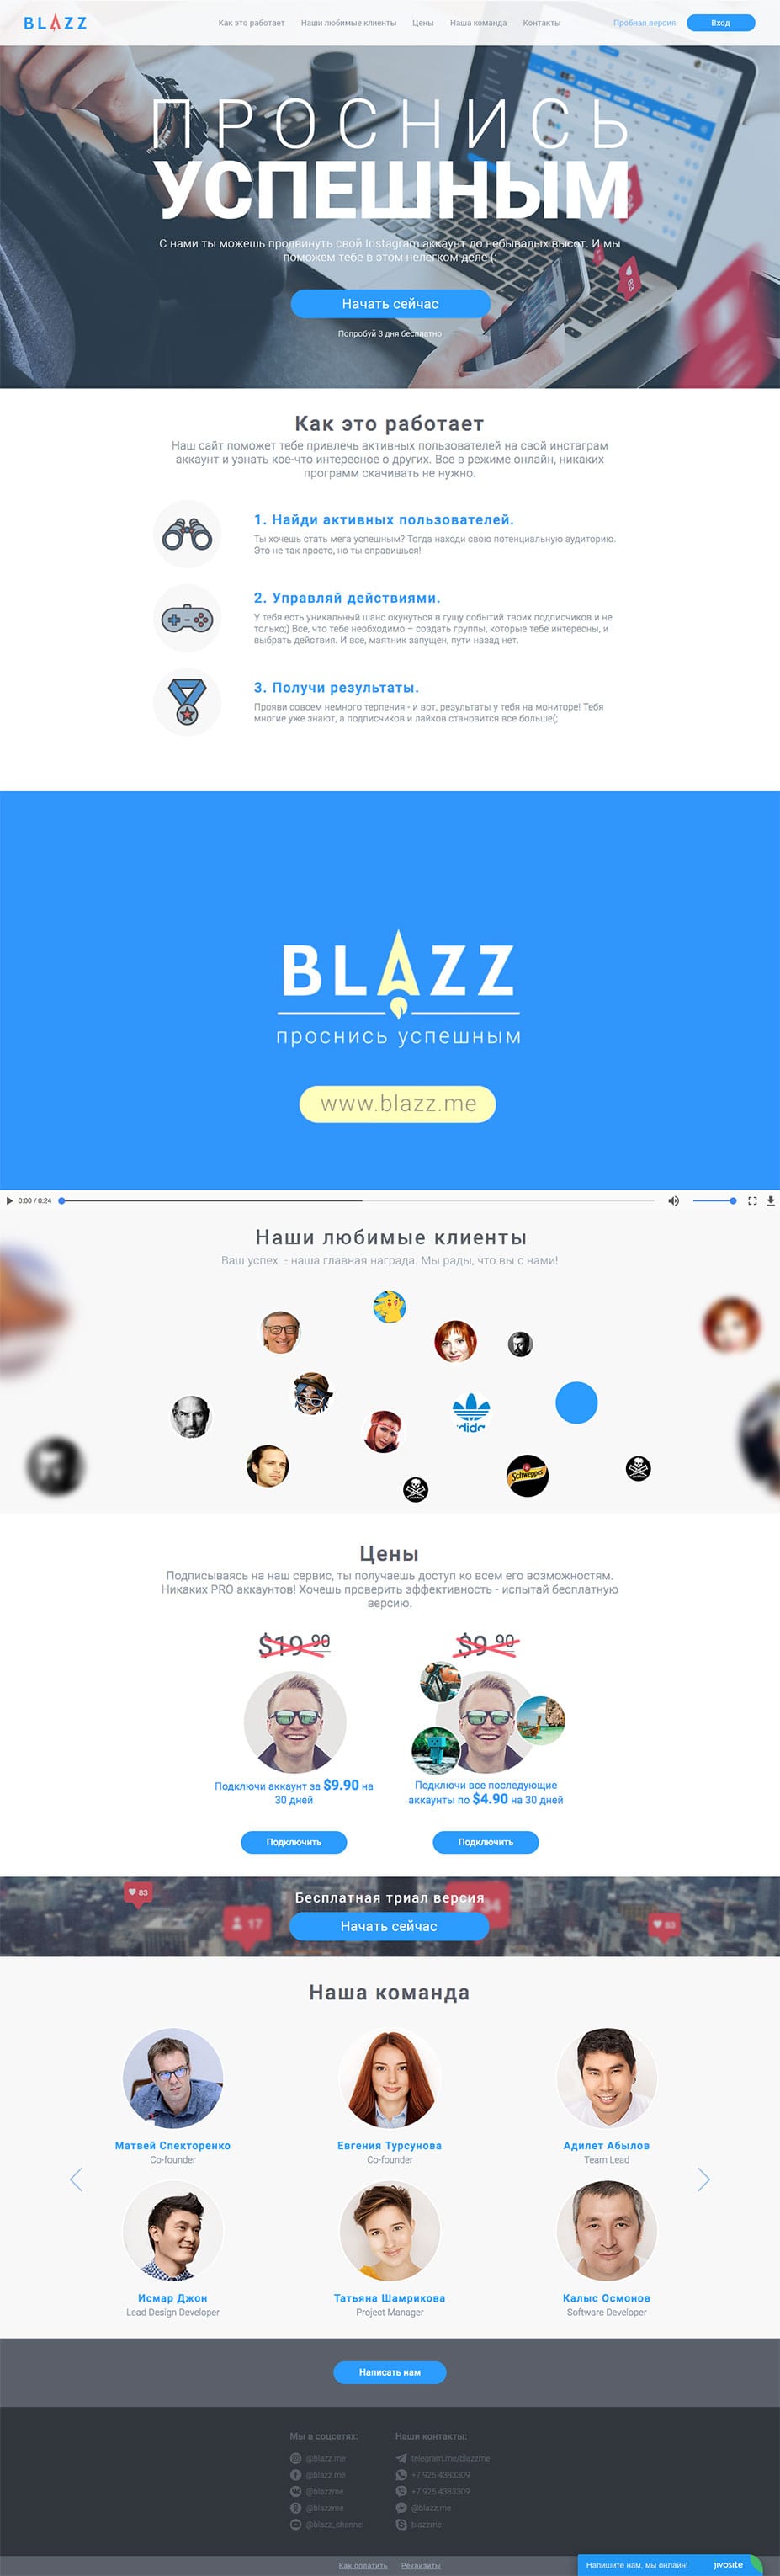 BLAZZ
Как это работает
Наши любимые клиенты
Цены
Наша команда
Контакты
Пробная версия
Вход
ПРОСНИСЬ
УСПЕШНЫМ
С нами ты можешь продвинуть свой Instagram аккаунт до небывалых высот. И мы
поможем тебе в этом нелегком деле (:
Начать сейчас
Попробуй 3 дня бесплатно
Как это работает
Наш сайт поможет тебе привлечь активных пользователей на свой инстаграм
аккаунт и узнать кое-что интересное о других. Все в режиме онлайн, никаких
программ скачивать не нужно.
1. Найди активных пользователей.
Ты хочешь стать мега успешным? Тогда находи свою потенциальную аудиторию.
Это не так просто, но ты справишься!
2. Управляй действиями.
У тебя есть уникальный шанс окунуться в гущу событий твоих подписчиков и не
только;) Все, что тебе необходимо – создать группы, которые тебе интересны, и
выбрать действия. И все, маятник запущен, пути назад нет.
3. Получи результаты.
Прояви совсем немного терпения - и вот, результаты у тебя на мониторе! Тебя
многие уже знают, а подписчиков и лайков становится все больше(;
BLAZZ
проснись успешным
www.blazz.me
0:00 / 0:24
Наши любимые клиенты
Ваш успех - наша главная награда. Мы рады, что вы с нами!
adidas
Schweppes
Цены
Подписываясь на наш сервис, ты получаешь доступ ко всем его возможностям.
Никаких PRO аккаунтов! Хочешь проверить эффективность - испытай бесплатную
версию.
$19.90
$9.90
Подключи аккаунт за $9.90 на
30 дней
Подключи все последующие
аккаунты по $4.90 на 30 дней
Подключить
Подключить
83
17
34
83
Бесплатная триал версия
Начать сейчас
Наша команда
Матвей Спекторенко
Co-founder
Евгения Турсунова
Co-founder
Адилет Абылов
Team Lead
Исмар Джон
Lead Design Developer
Татьяна Шамрикова
Project Manager
Калыс Осмонов
Software Developer
Написать нам
Мы в соцсетях:
@blazz.me
@blazz.me
@blazzme
@blazzme
@blazz_channel
Наши контакты:
telegram.me/blazzme
+7 925 4383309
+7 925 4383309
@blazz.me
blazzme
Как оплатить
Реквизиты
Напишите нам, мы онлайн!
jivosite